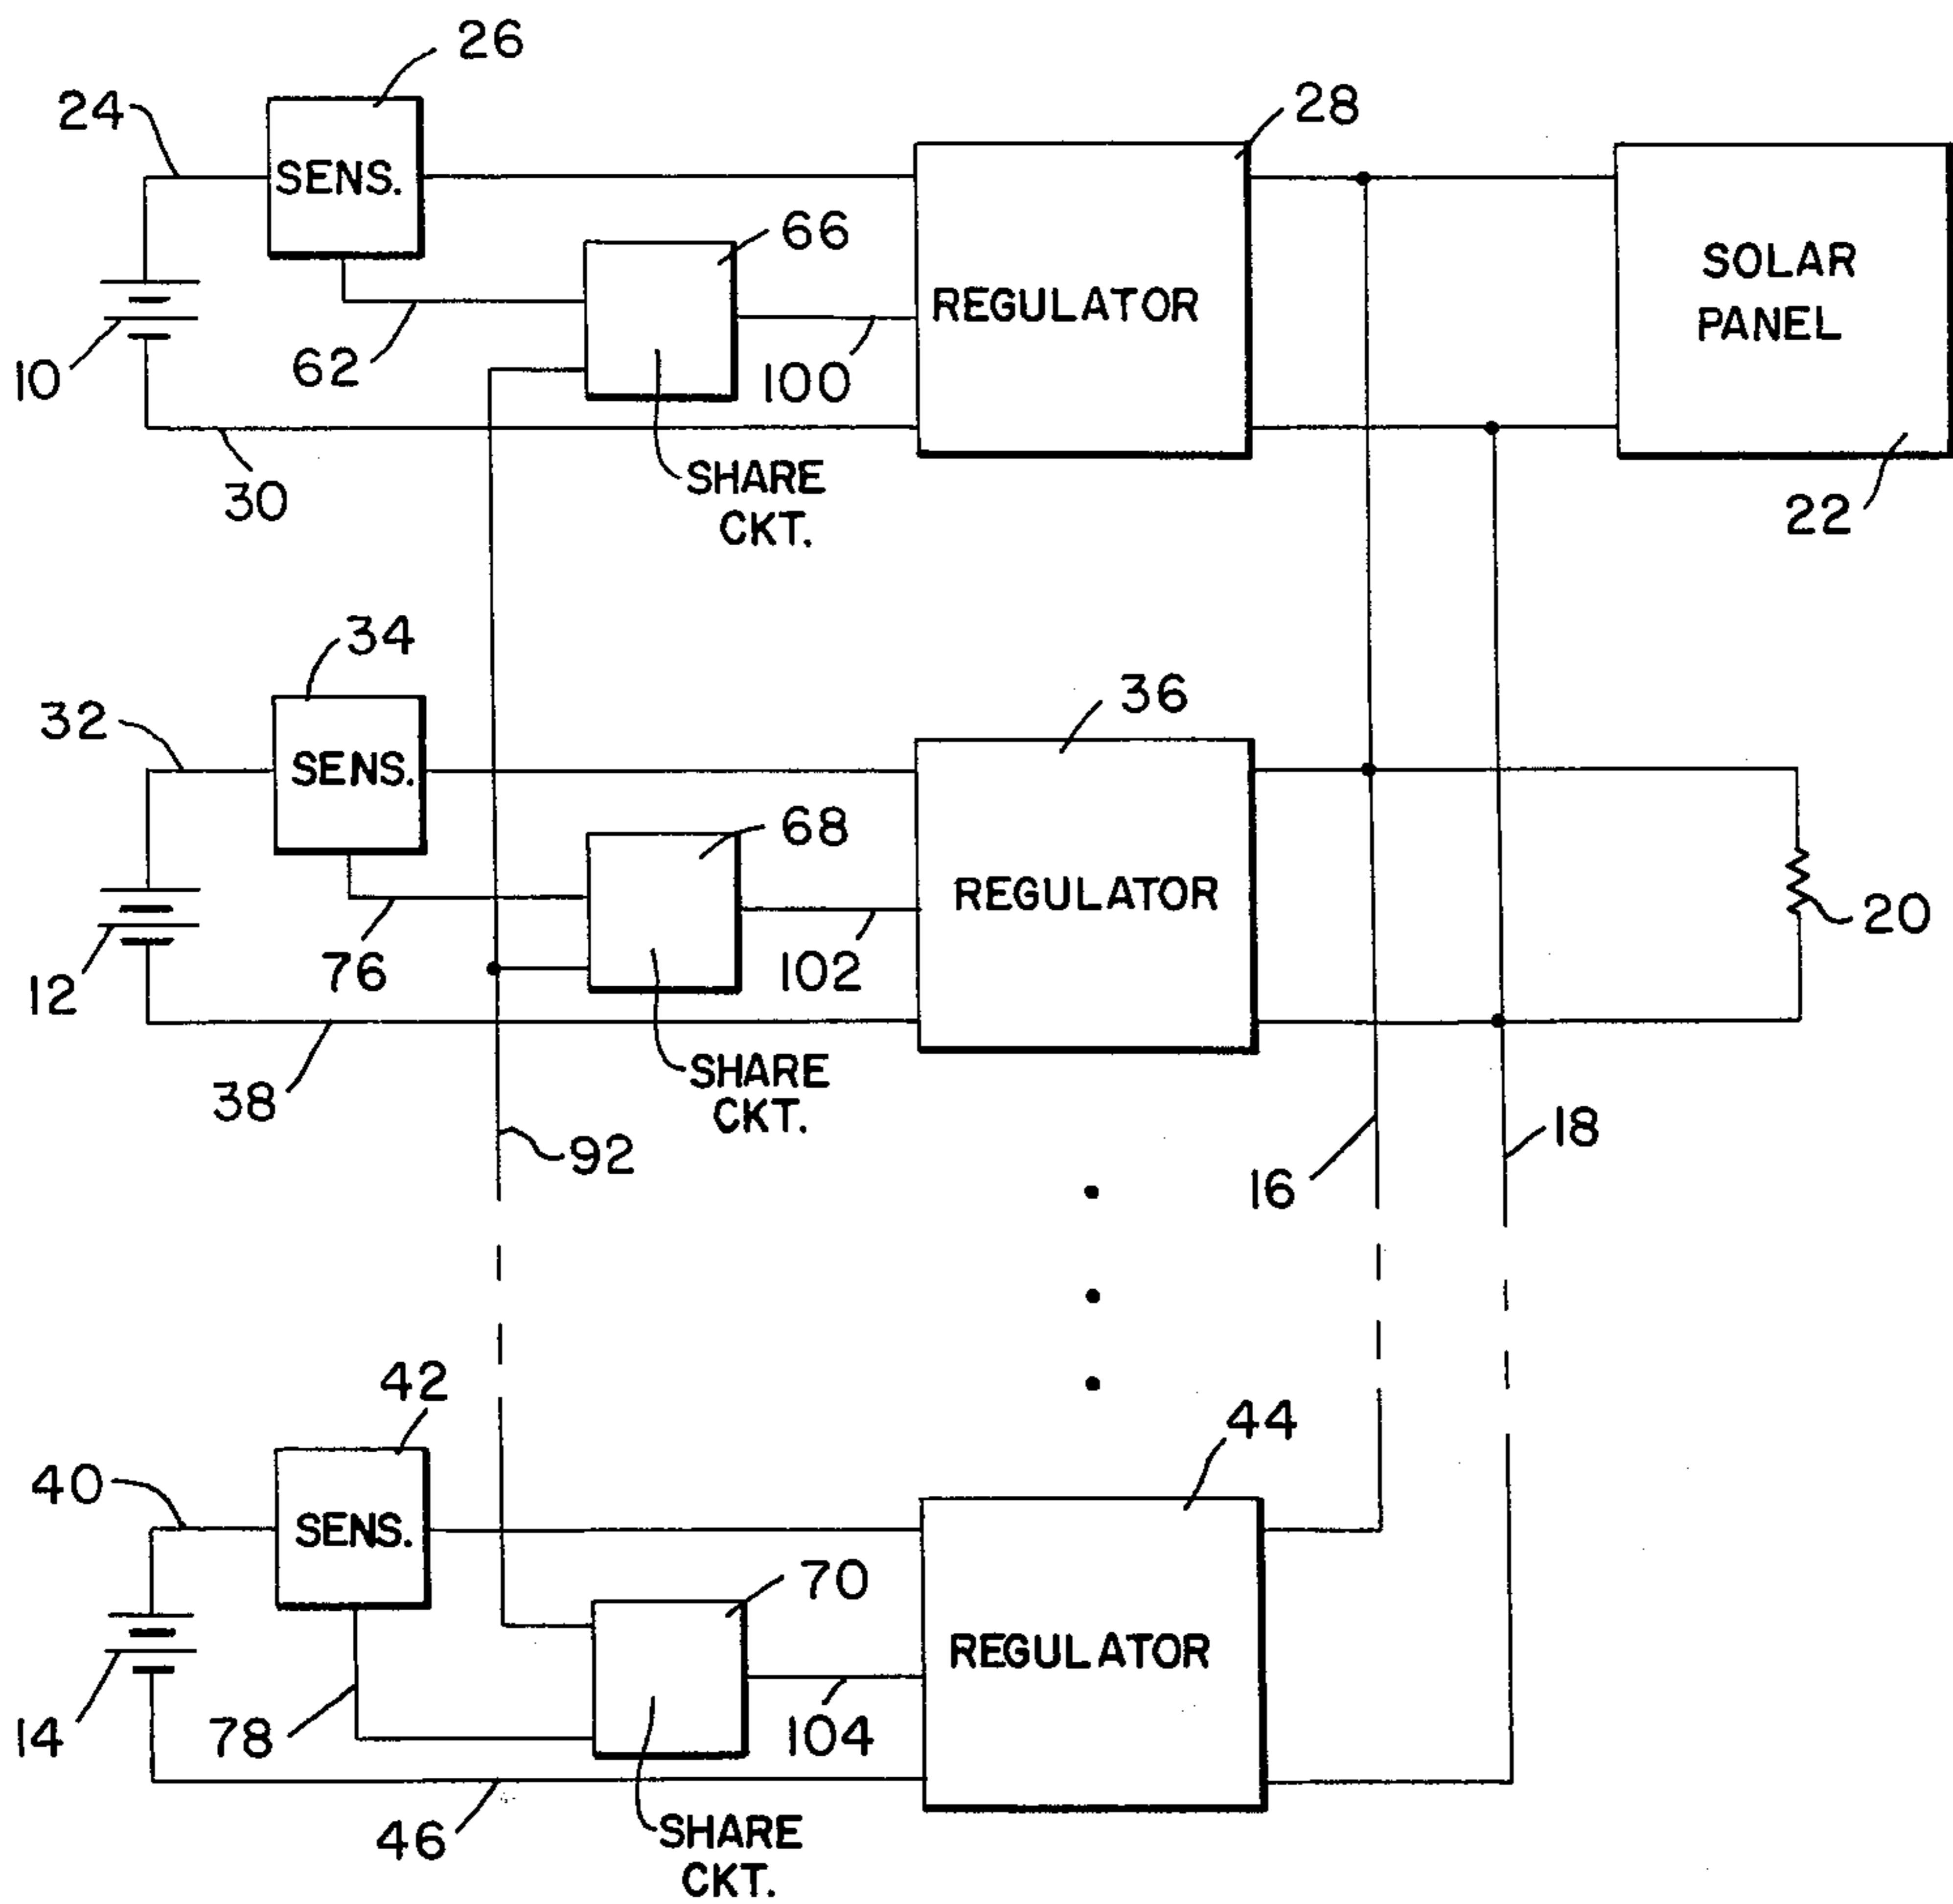 26
24
SENS.
28
66
SOLAR
PANEL
REGULATOR
10
62
100
30
SHARE
CKT.
22
34
32
SENS.
36
68
REGULATOR
20
76
102
12
38
SHARE
CKT.
92
16
18
42
44
40
SENS.
70
REGULATOR
14
78
104
46
SHARE
CKT.